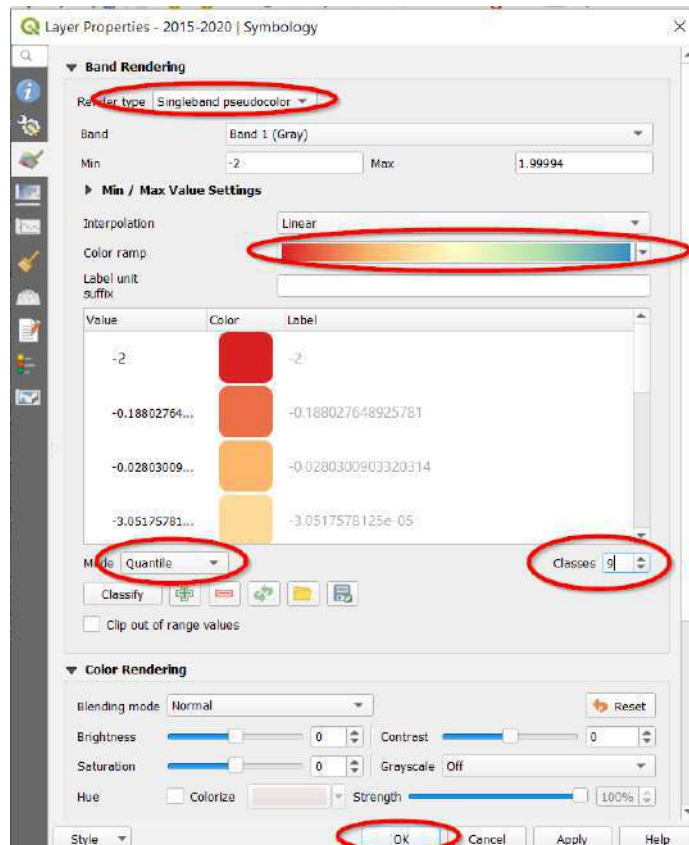 Layer Properties - 2015-2020 | Symbology
Band Rendering
Render type Singleband pseudocolor
Band Band 1 (Gray)
Min -2 Max 1.99994
Min / Max Value Settings
Interpolation Linear
Color ramp
Label unit
suffix
Value Color Label
-2 -2
-0.18802764... -0.188027648925781
-0.02803009... -0.0280300903320314
-3.05175781... -3.0517578125e-05
Mode Quantile Classes 9
Classify
Clip out of range values
Color Rendering
Blending mode Normal Reset
Brightness 0 Contrast 0
Saturation 0 Grayscale Off
Hue Colorize Strength 100%
Style OK Cancel Apply Help